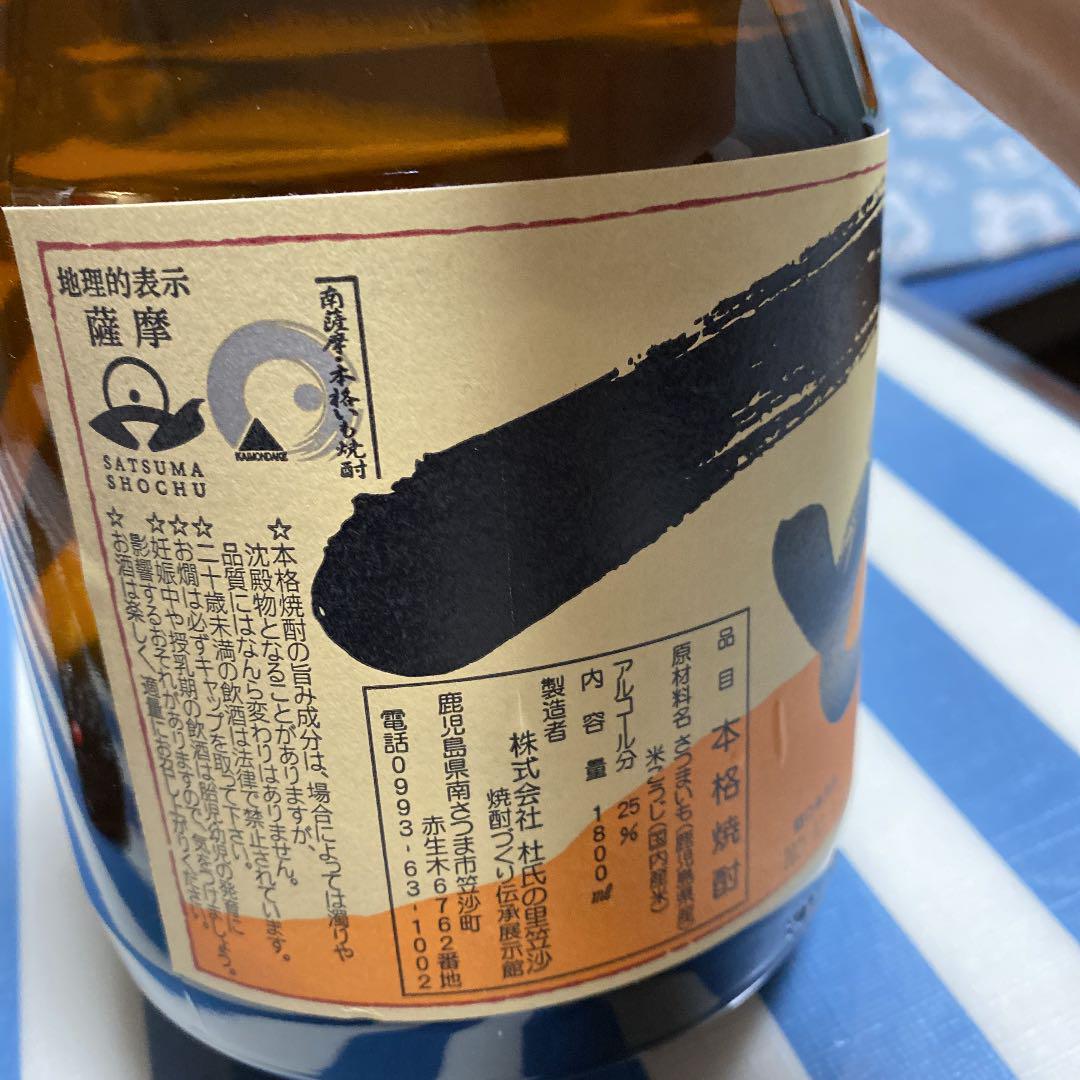 地理的表示
薩摩
SATSUMA
SHOCHU
南薩摩・本格いも焼酎
KAIMONDAKE
☆本格焼酎の旨み成分は、場合によっては濁りや
沈殿物となることがありますが、
品質にはなんら変わりはありません。
☆二十歳未満の飲酒は法律で禁止されています。
☆お燗は必ずキャップを取って下さい。
☆妊娠中や授乳期の飲酒は胎児・幼児の発育に
影響するおそれがありますので、気をつけましょう。
☆お酒は楽しく、適量にお召し上がりください。
品目 本格焼酎
原材料名 さつまいも(鹿児島県産)
米こうじ(国内産米)
アルコール分 25%
内容量 1800ml
製造者
株式会社 杜氏の里笠沙
焼酎づくり伝承展示館
鹿児島県南さつま市笠沙町
赤生木6762番地
電話0993-63-1002